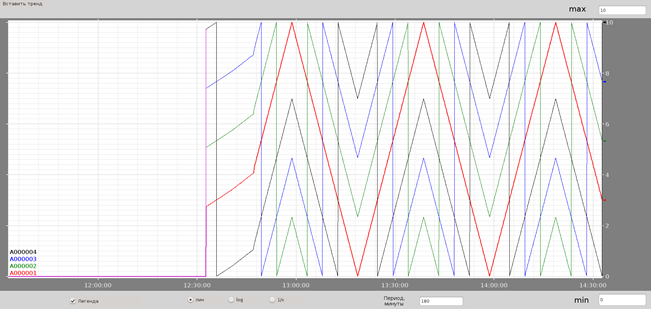 Вставить тренд
max 10
10
8
6
4
2
0
A000004
A000003
A000002
A000001
12:00:00 12:30:00 13:00:00 13:30:00 14:00:00 14:30:00
Легенда лин log 1/x Период, минуты 180 min 0